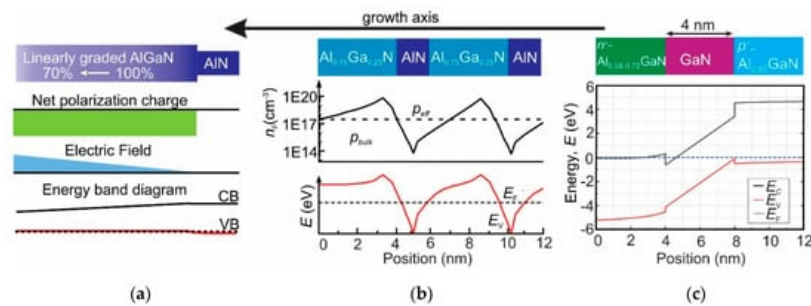 growth axis
Linearly graded AlGaN
70% ← 100%
AlN
Net polarization charge
Electric Field
Energy band diagram
CB
VB
(a)
Al0.75Ga0.25N
AlN
Al0.75Ga0.25N
AlN
1E20
1E17
1E14
peff
pbulk
E (eV)
EF
EV
0 2 4 6 8 10 12
Position (nm)
(b)
4 nm
GaN
6
4
2
0
-2
-4
-6
Energy, E (eV)
EC
EV
EF
0 2 4 6 8 10 12
Position (nm)
(c)